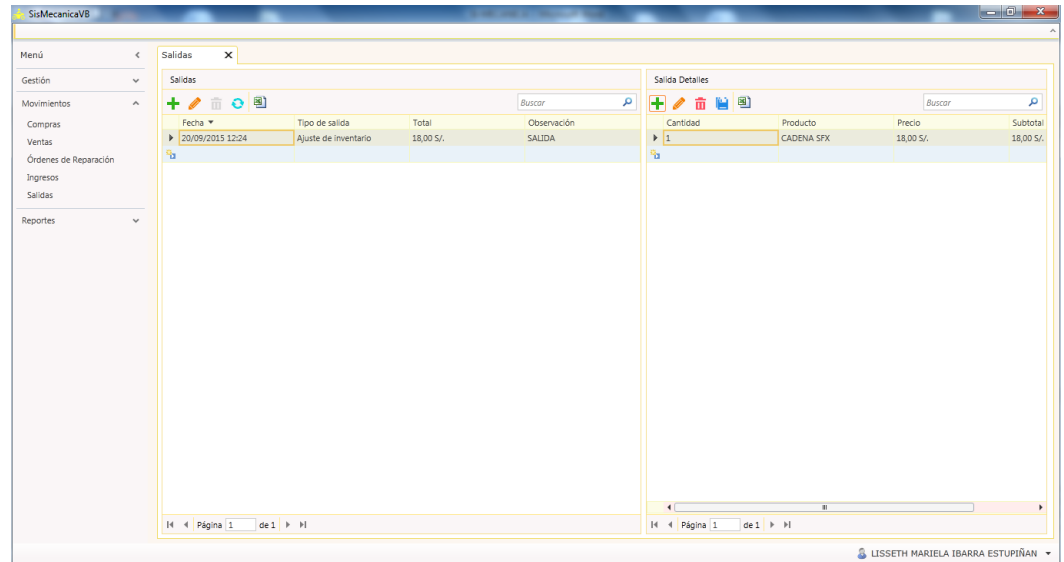 SisMecanicaVB
Menú
Gestión
Movimientos
Compras
Ventas
Órdenes de Reparación
Ingresos
Salidas
Reportes
Salidas
Salidas
Buscar
Fecha Tipo de salida Total Observación
20/09/2015 12:24 Ajuste de inventario 18,00 S/. SALIDA
Página 1 de 1
Salida Detalles
Buscar
Cantidad Producto Precio Subtotal
1 CADENA SFX 18,00 S/. 18,00 S/.
Página 1 de 1
LISSETH MARIELA IBARRA ESTUPIÑAN